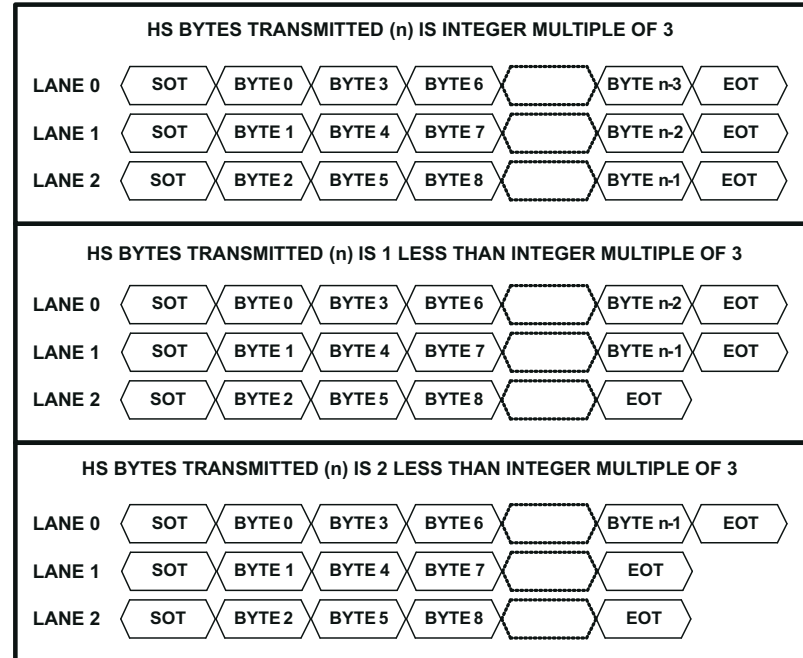 HS BYTES TRANSMITTED (n) IS INTEGER MULTIPLE OF 3
LANE 0 SOT BYTE 0 BYTE 3 BYTE 6 BYTE n-3 EOT
LANE 1 SOT BYTE 1 BYTE 4 BYTE 7 BYTE n-2 EOT
LANE 2 SOT BYTE 2 BYTE 5 BYTE 8 BYTE n-1 EOT
HS BYTES TRANSMITTED (n) IS 1 LESS THAN INTEGER MULTIPLE OF 3
LANE 0 SOT BYTE 0 BYTE 3 BYTE 6 BYTE n-2 EOT
LANE 1 SOT BYTE 1 BYTE 4 BYTE 7 BYTE n-1 EOT
LANE 2 SOT BYTE 2 BYTE 5 BYTE 8 EOT
HS BYTES TRANSMITTED (n) IS 2 LESS THAN INTEGER MULTIPLE OF 3
LANE 0 SOT BYTE 0 BYTE 3 BYTE 6 BYTE n-1 EOT
LANE 1 SOT BYTE 1 BYTE 4 BYTE 7 EOT
LANE 2 SOT BYTE 2 BYTE 5 BYTE 8 EOT